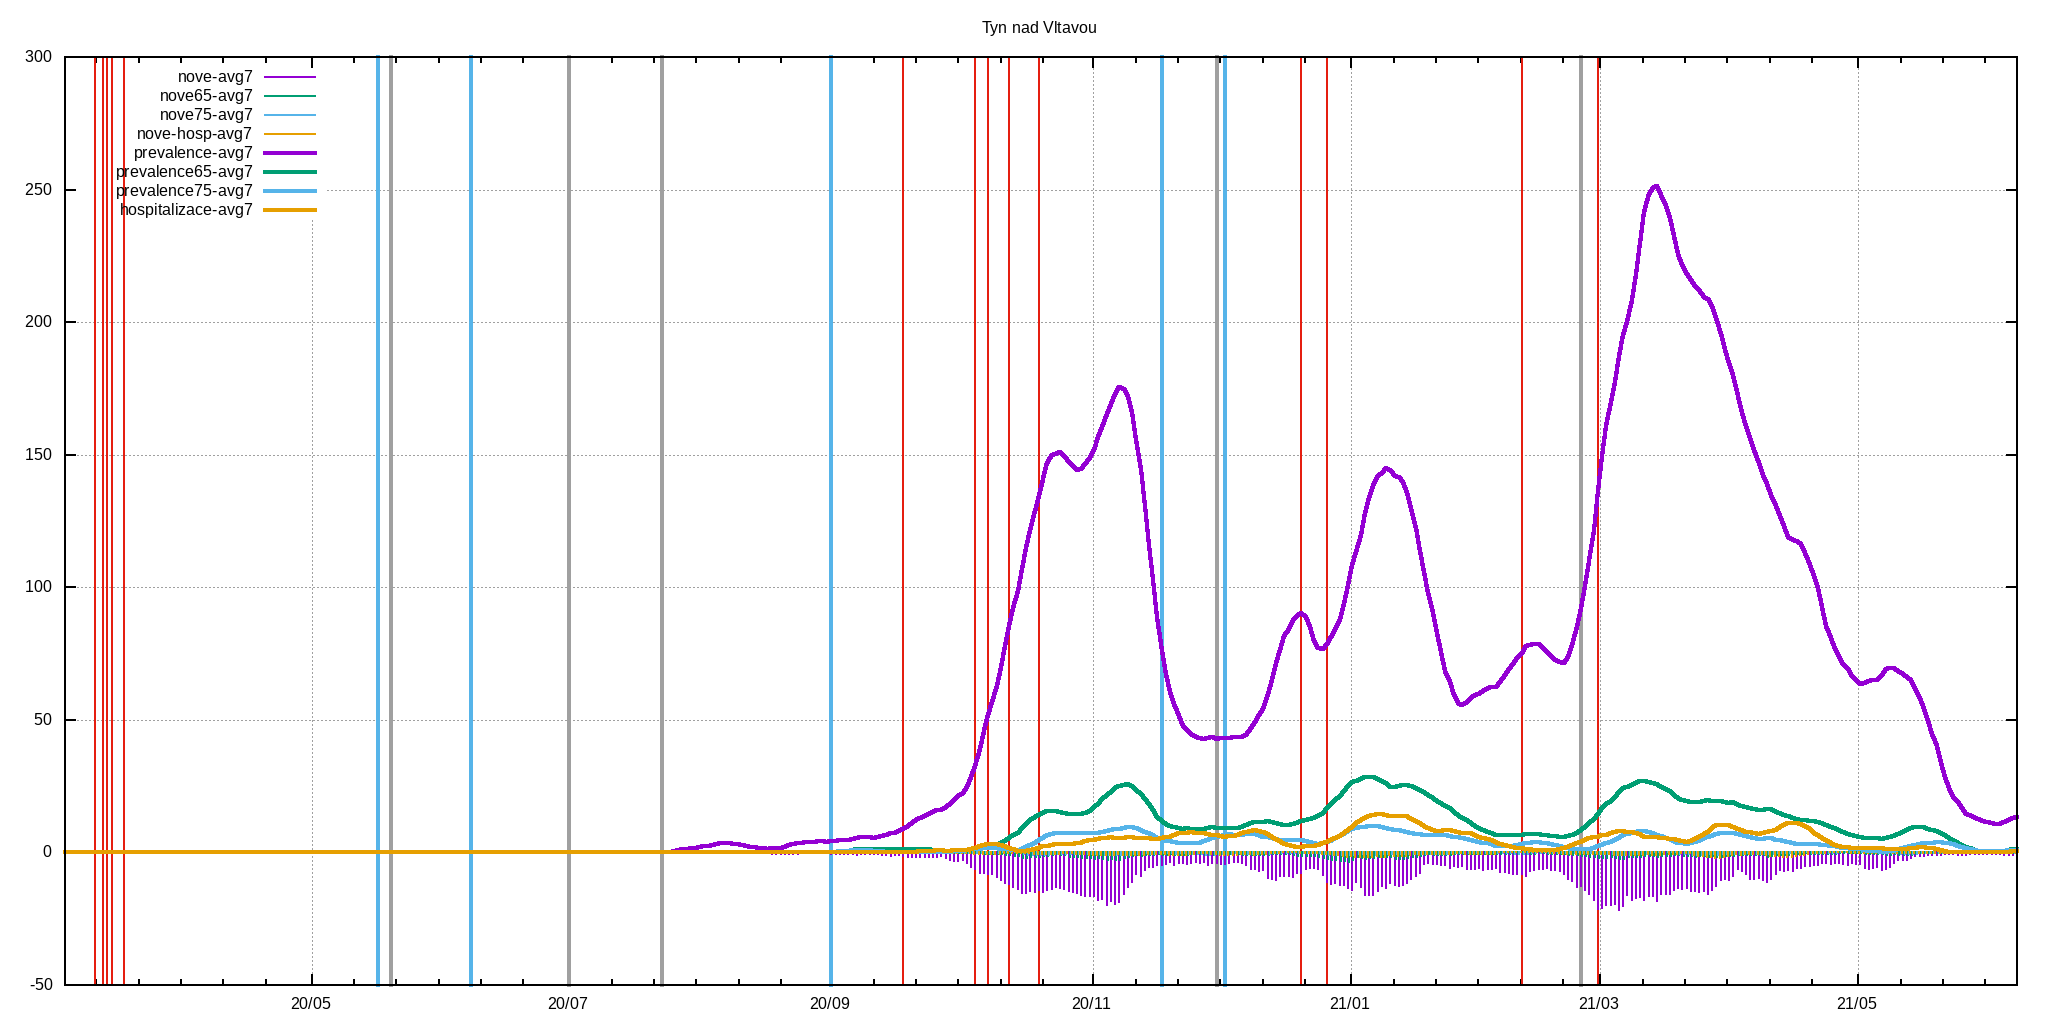 Tyn nad Vltavou
300
250
200
150
100
50
0
-50
nove-avg7
nove65-avg7
nove75-avg7
nove-hosp-avg7
prevalence-avg7
prevalence65-avg7
prevalence75-avg7
hospitalizace-avg7
20/05 20/07 20/09 20/11 21/01 21/03 21/05